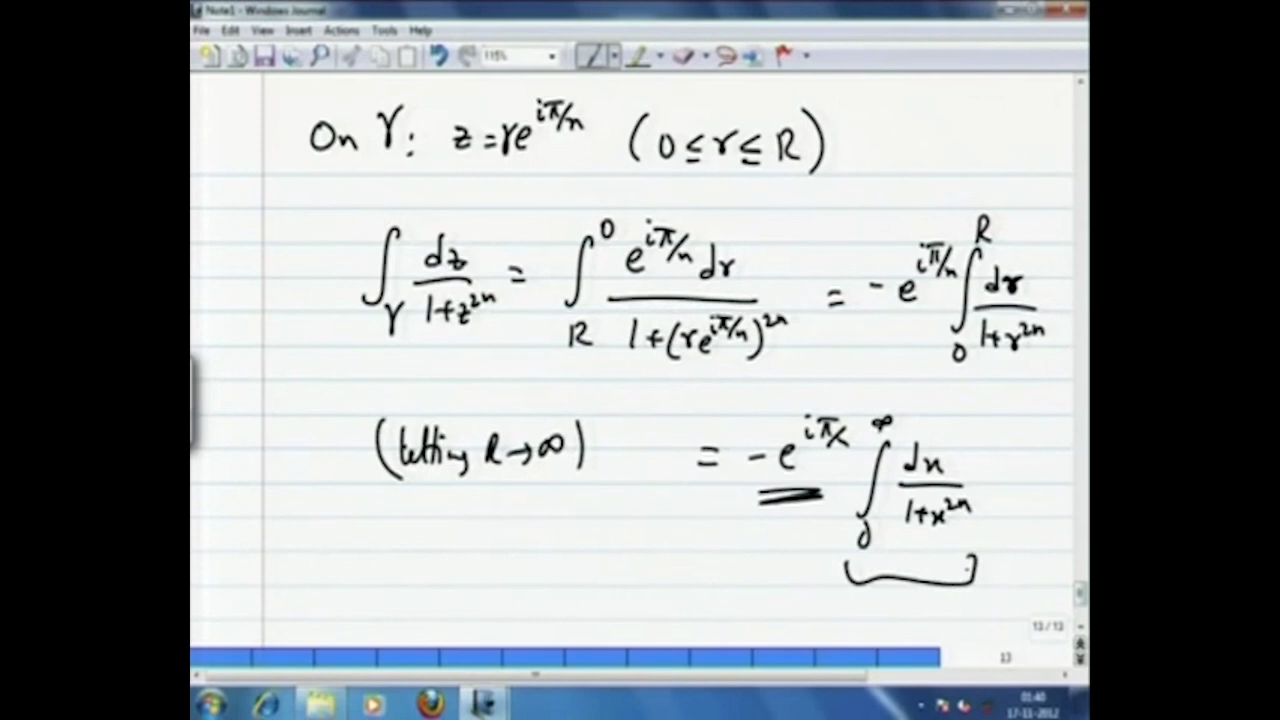 Note1 - Windows Journal
File Edit View Insert Actions Tools Help
115%
On γ: z = re^{iπ/n} (0 ≤ r ≤ R)
∫_γ dz/(1+z^{2n}) = ∫_R^0 e^{iπ/n} dr/(1+(re^{iπ/n})^{2n}) = -e^{iπ/n} ∫_0^R dr/(1+r^{2n})
(letting R→∞) = -e^{iπ/n} ∫_0^∞ dx/(1+x^{2n})
13/13
13
01:40
17-11-2012